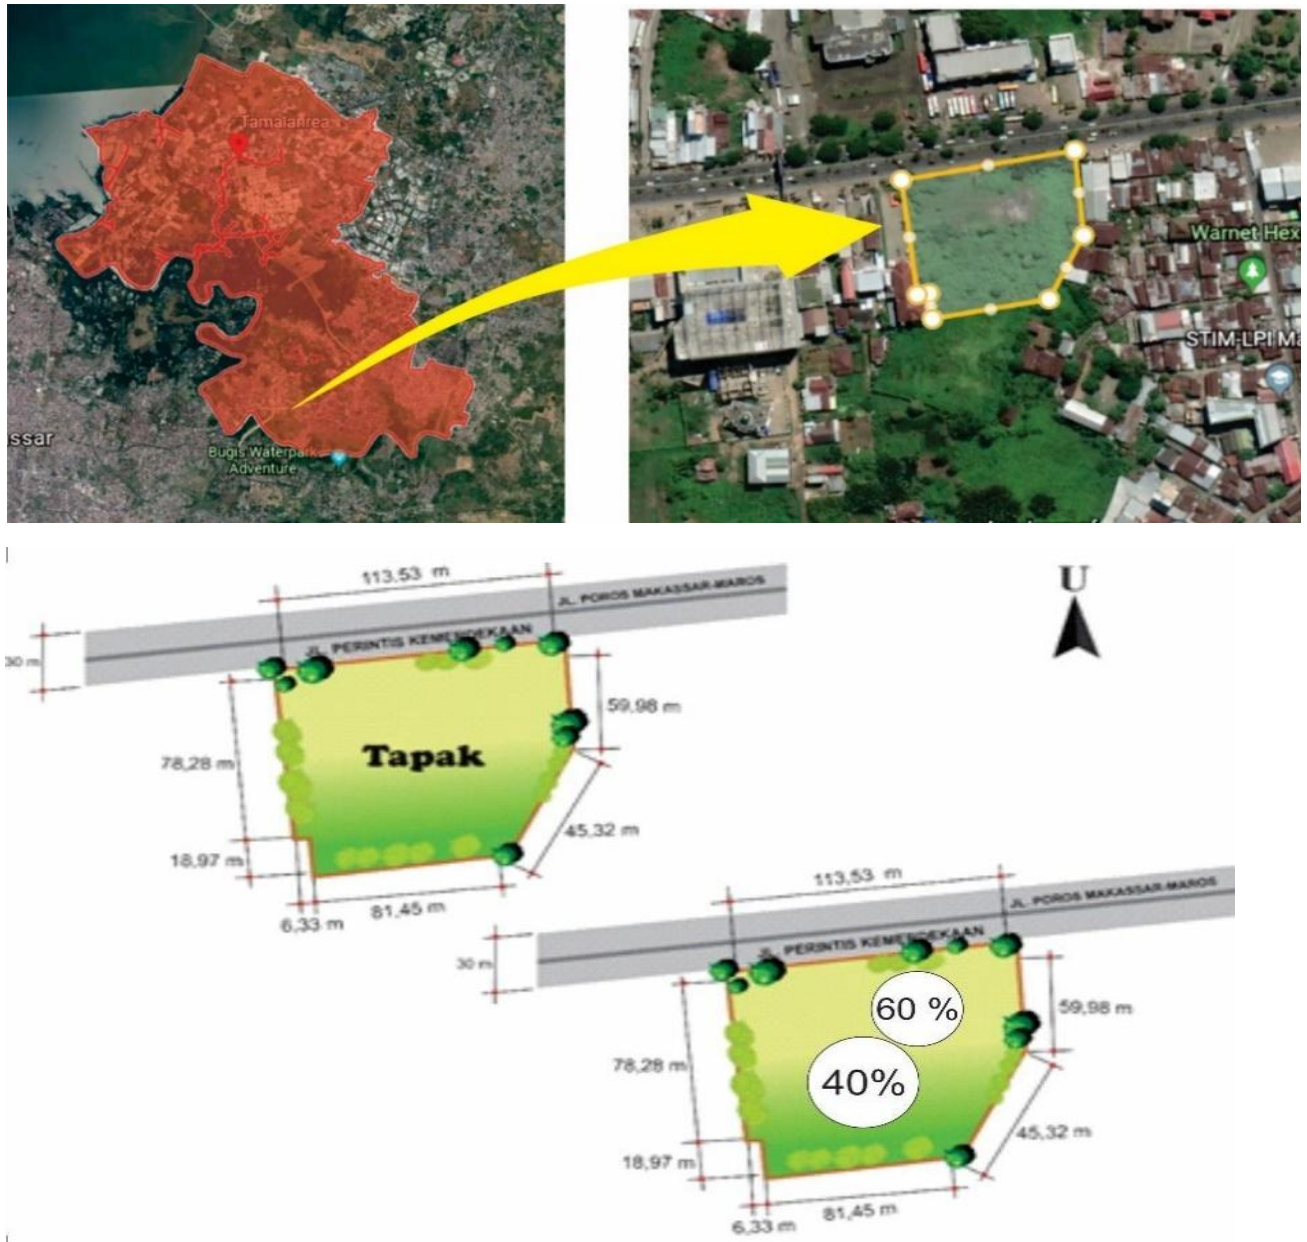 Tamalanrea
ssar
Bugis Waterpark
Adventure
Warnet Hex
STIM-LPI Ma
113,53 m
JL. POROS MAKASSAR-MAROS
JL. PERINTIS KEMERDEKAAN
30 m
U
59,98 m
Tapak
78,28 m
45,32 m
18,97 m
6,33 m
81,45 m
113,53 m
JL. POROS MAKASSAR-MAROS
JL. PERINTIS KEMERDEKAAN
30 m
60 %
59,98 m
78,28 m
40%
45,32 m
18,97 m
6,33 m
81,45 m